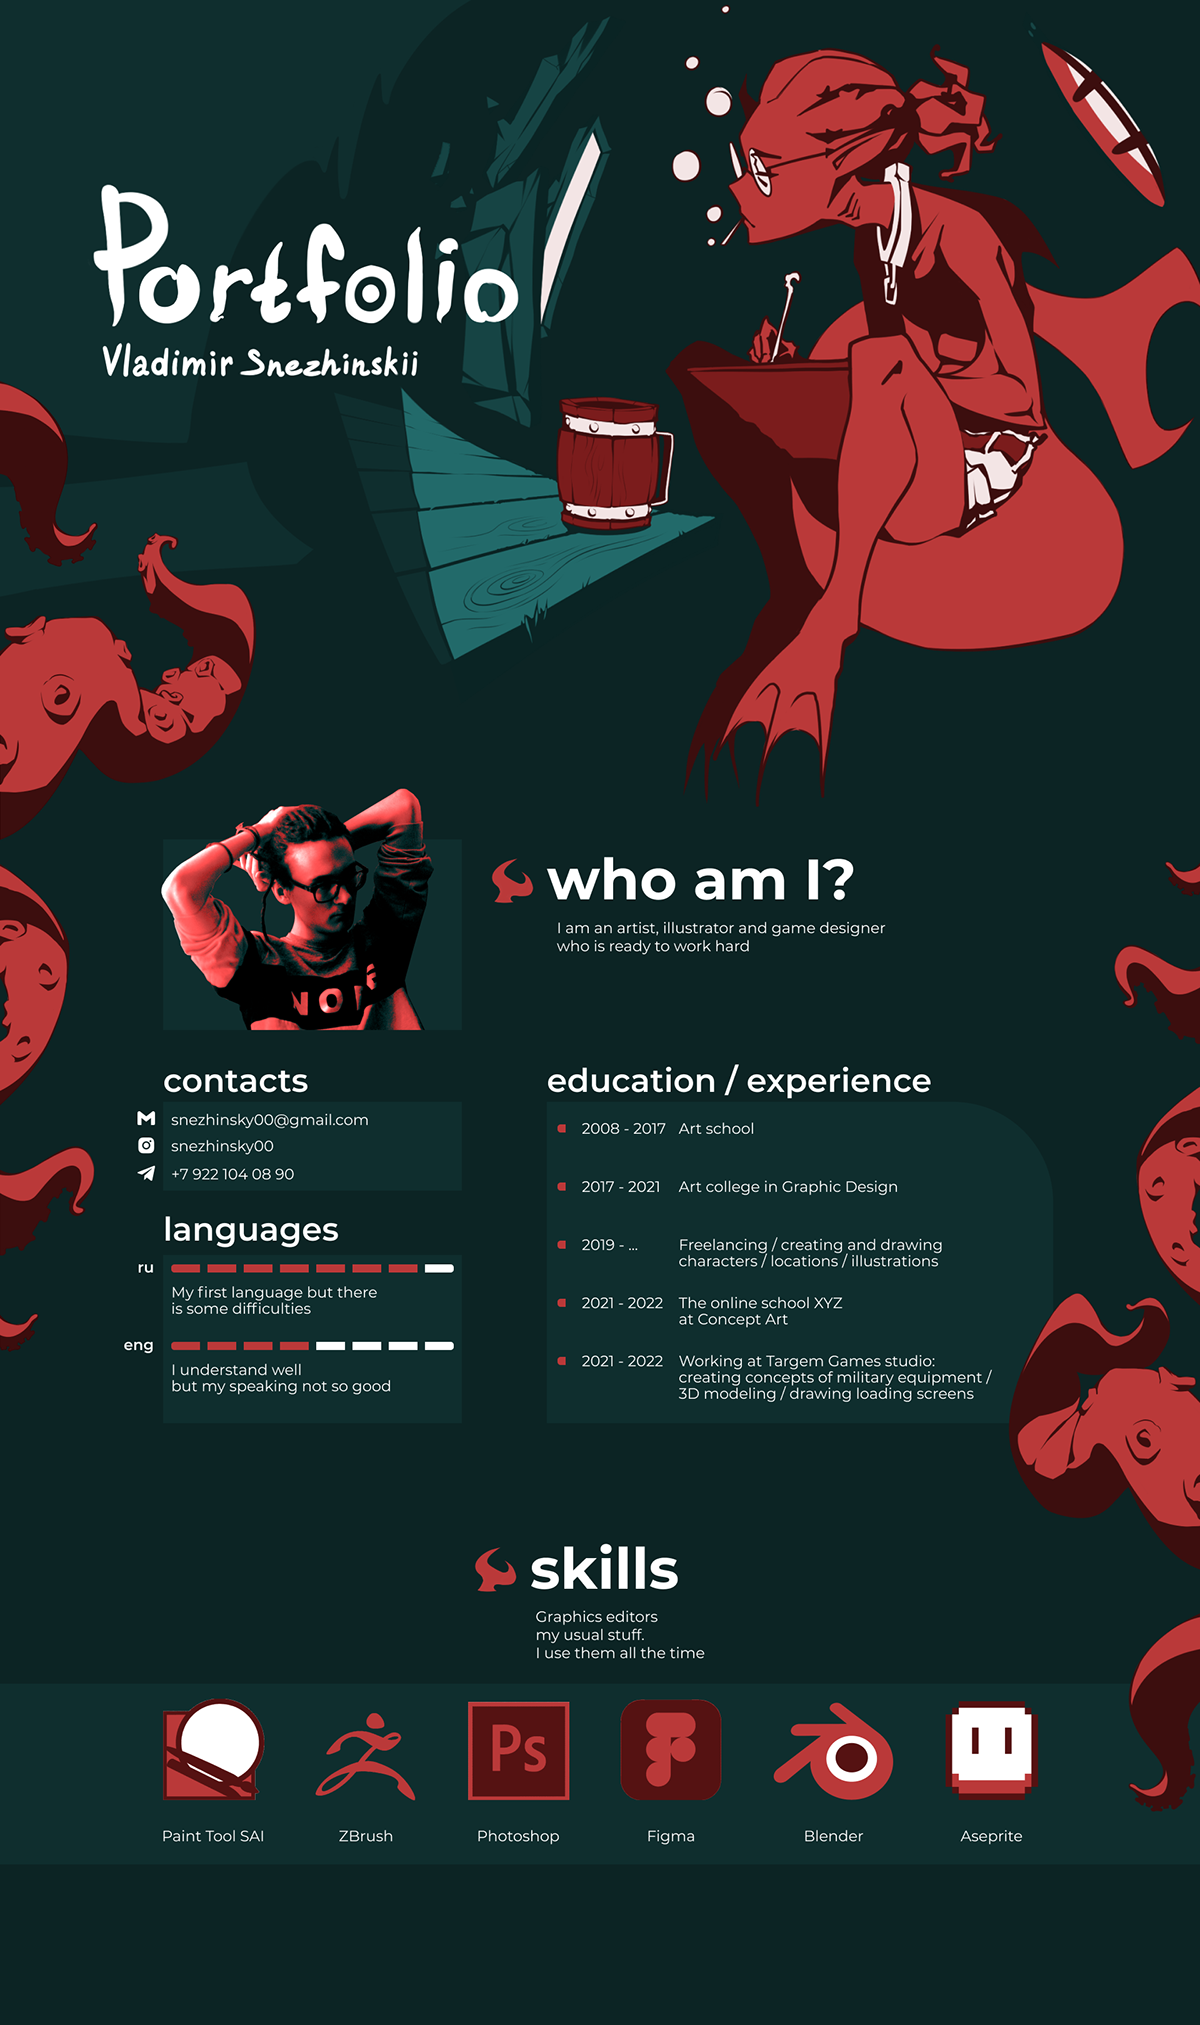 Portfolio
Vladimir Snezhinskii
who am I?
I am an artist, illustrator and game designer
who is ready to work hard
contacts
snezhinsky00@gmail.com
snezhinsky00
+7 922 104 08 90
languages
ru
My first language but there
is some difficulties
eng
I understand well
but my speaking not so good
education / experience
2008 - 2017 Art school
2017 - 2021 Art college in Graphic Design
2019 - ... Freelancing / creating and drawing
characters / locations / illustrations
2021 - 2022 The online school XYZ
at Concept Art
2021 - 2022 Working at Targem Games studio:
creating concepts of military equipment /
3D modeling / drawing loading screens
skills
Graphics editors
my usual stuff.
I use them all the time
Ps
Paint Tool SAI
ZBrush
Photoshop
Figma
Blender
Aseprite